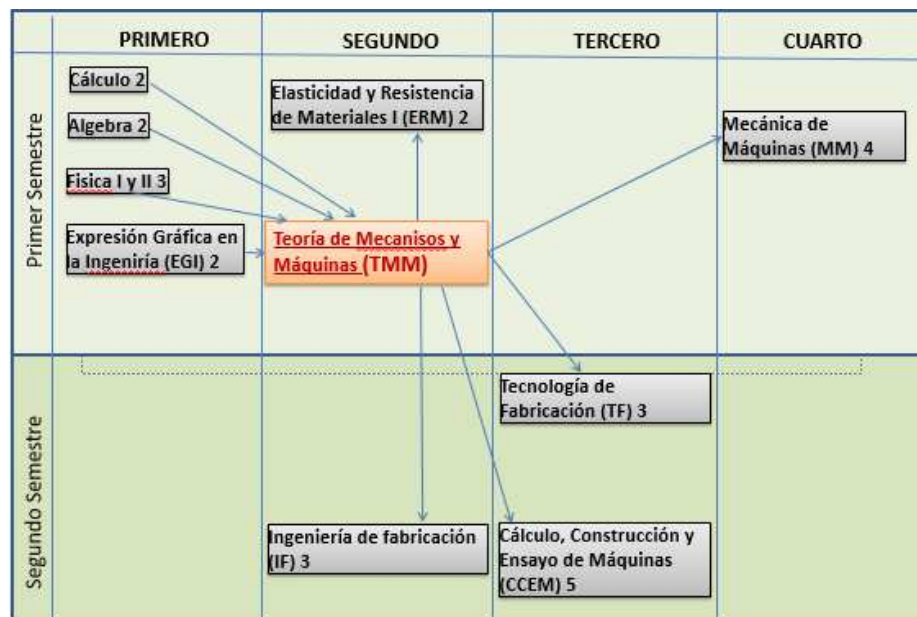 PRIMERO
SEGUNDO
TERCERO
CUARTO
Primer Semestre
Cálculo 2
Algebra 2
Fisica I y II 3
Expresión Gráfica en
la Ingeniría (EGI) 2
Elasticidad y Resistencia
de Materiales I (ERM) 2
Teoría de Mecanisos y
Máquinas (TMM)
Mecánica de
Máquinas (MM) 4
Segundo Semestre
Tecnología de
Fabricación (TF) 3
Ingeniería de fabricación
(IF) 3
Cálculo, Construcción y
Ensayo de Máquinas
(CCEM) 5